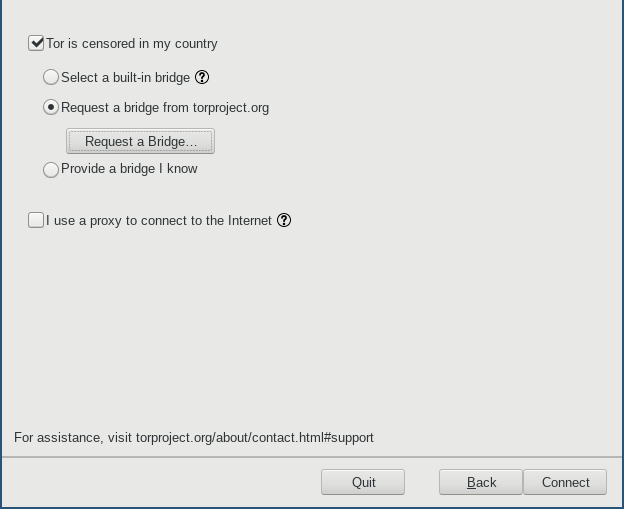 Tor is censored in my country
Select a built-in bridge ?
Request a bridge from torproject.org
Request a Bridge...
Provide a bridge I know
I use a proxy to connect to the Internet ?
For assistance, visit torproject.org/about/contact.html#support
Quit Back Connect